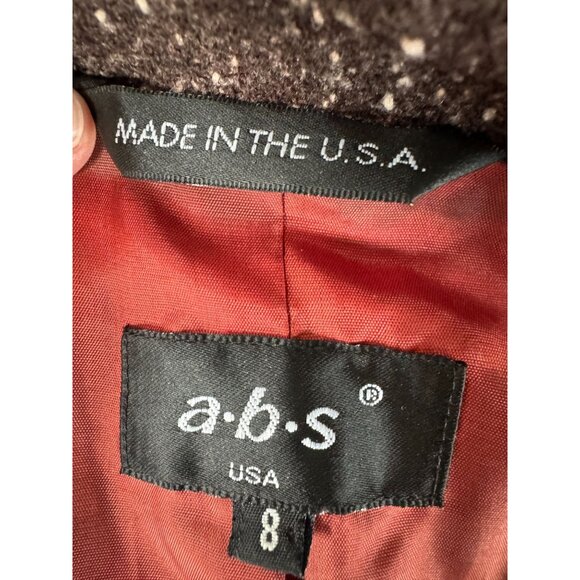 MADE IN THE U.S.A.
a·b·s ®
USA
8